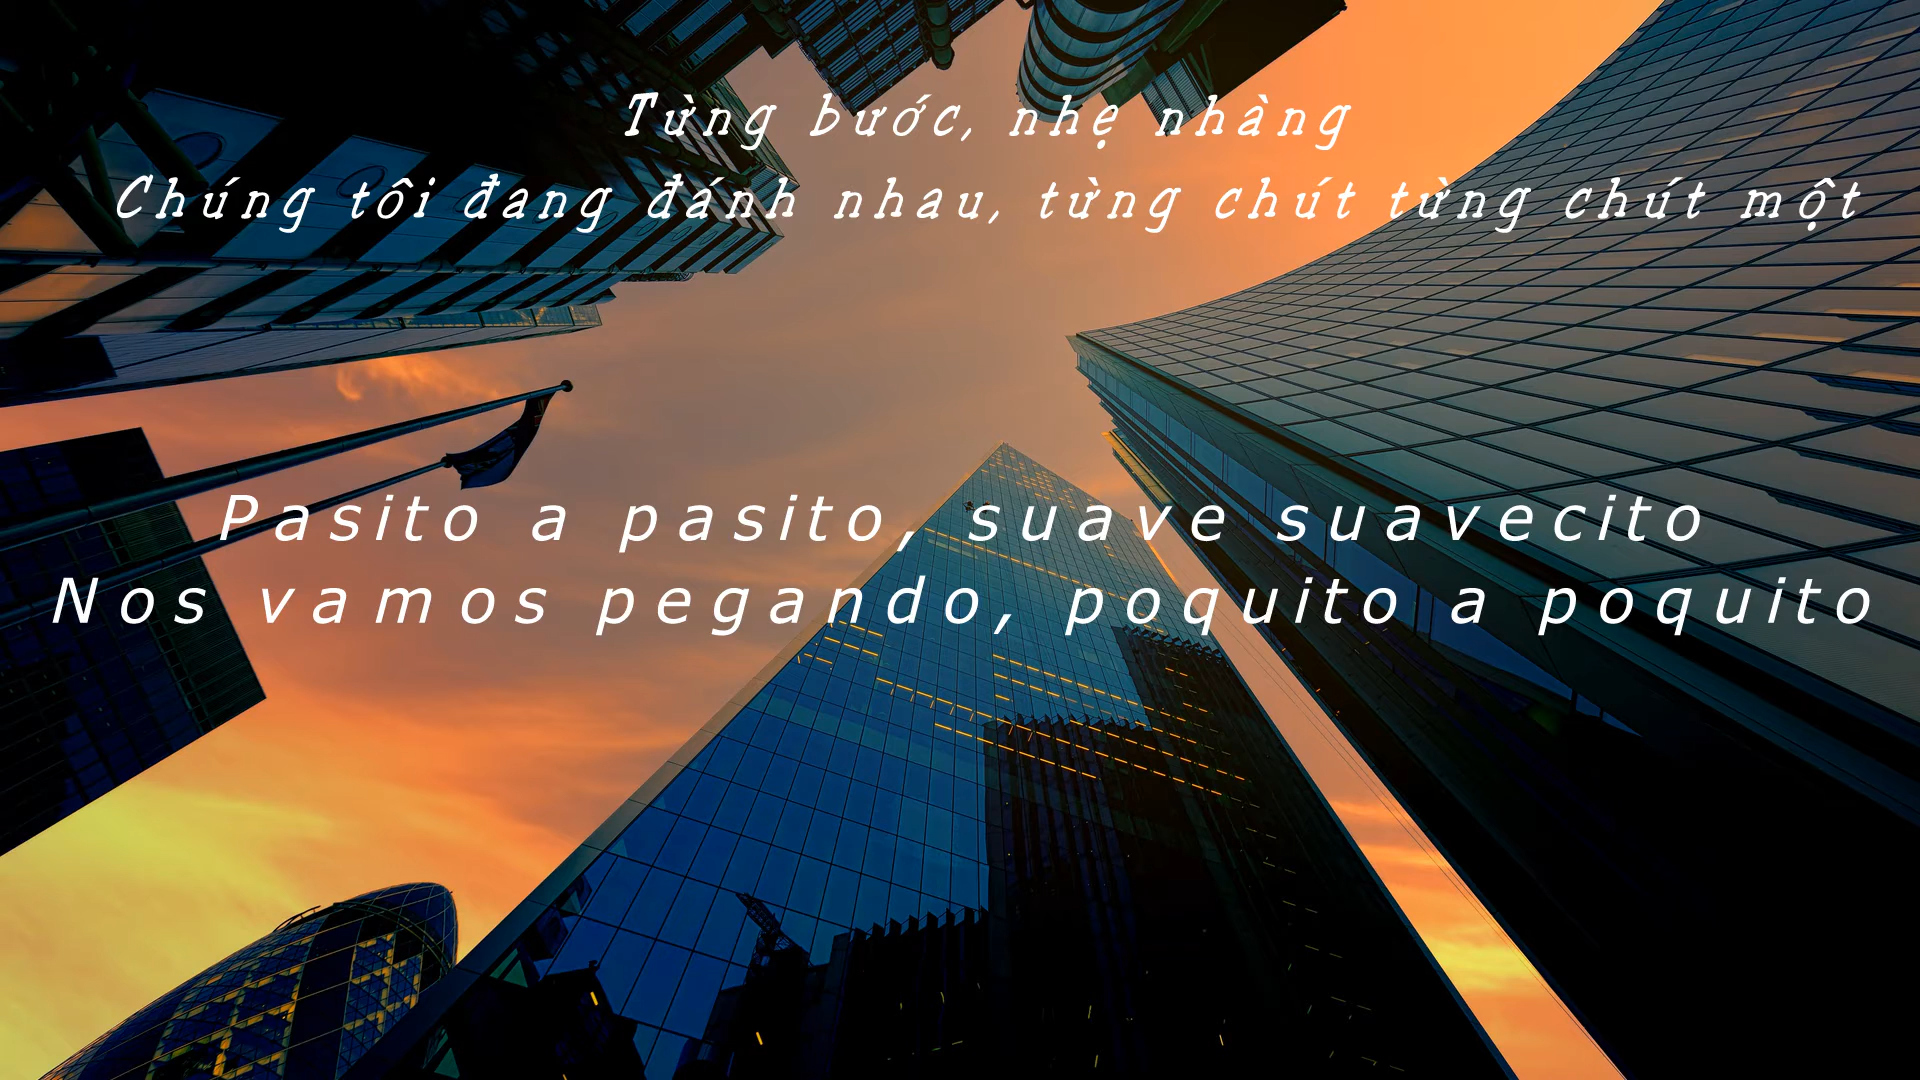 Từng bước, nhẹ nhàng
Chúng tôi đang đánh nhau, từng chút từng chút một
Pasito a pasito, suave suavecito
Nos vamos pegando, poquito a poquito